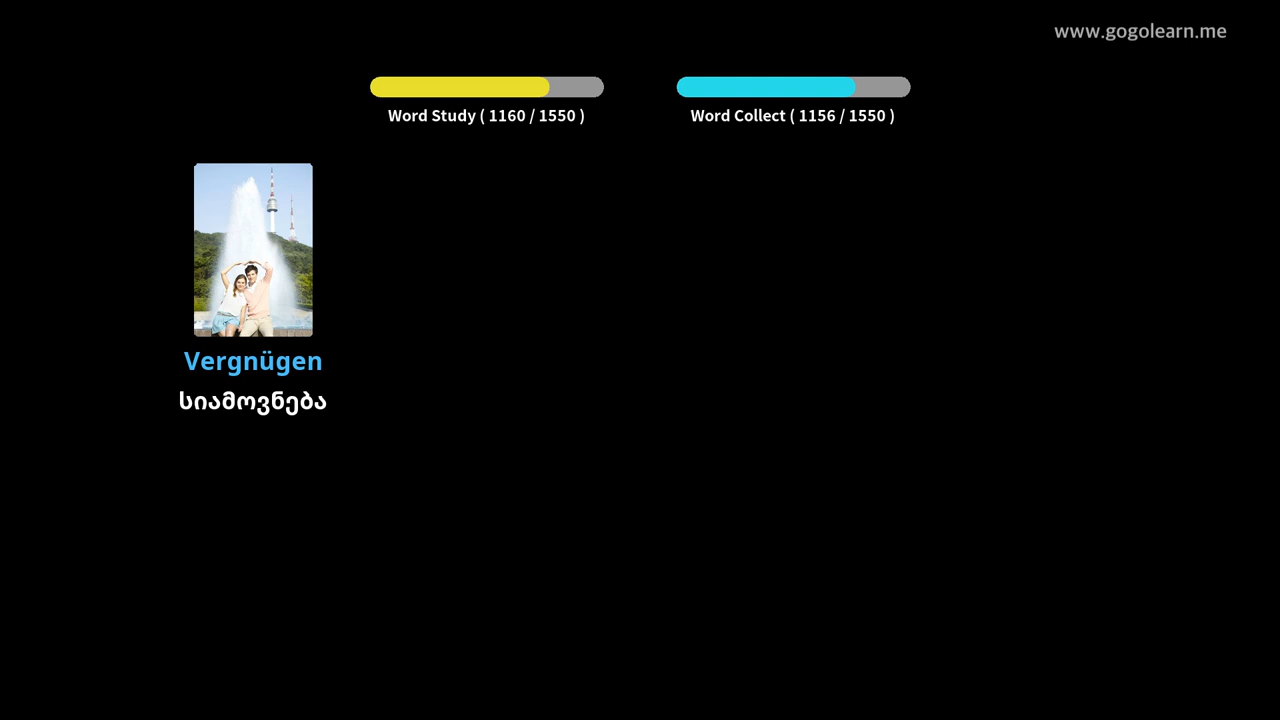 www.gogolearn.me
Word Study ( 1160 / 1550 )
Word Collect ( 1156 / 1550 )
Vergnügen
სიამოვნება